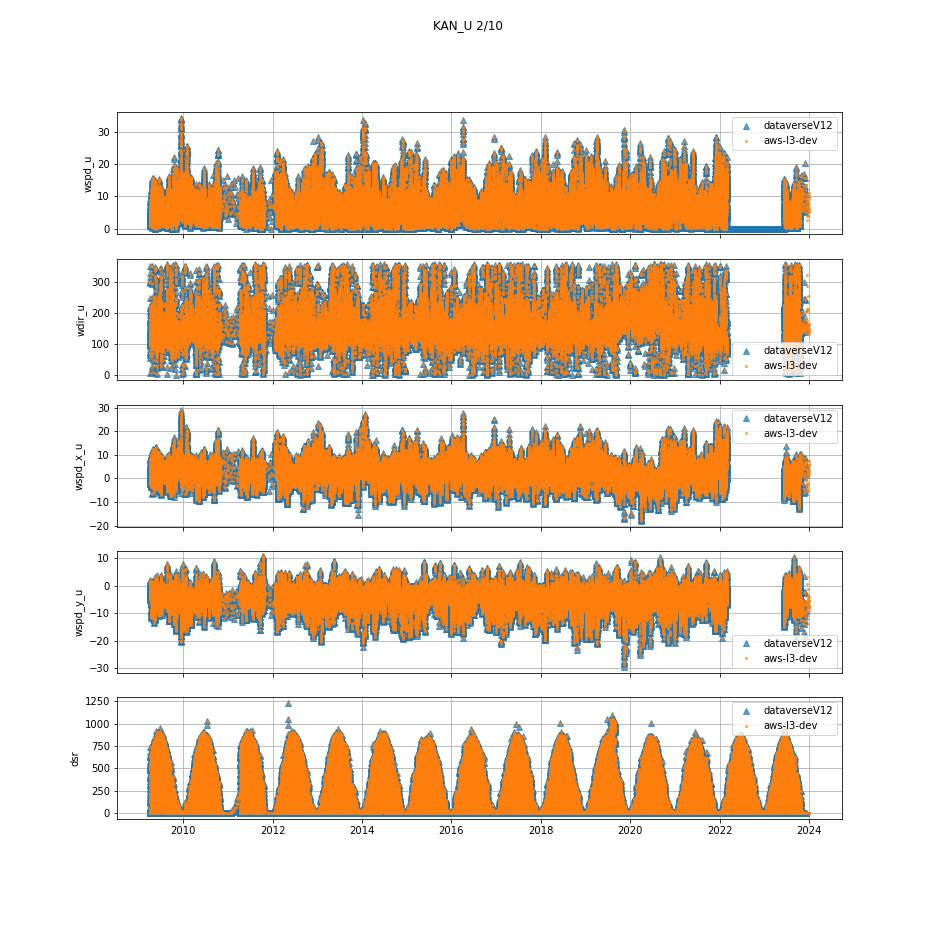 KAN_U 2/10
wspd_u
30
20
10
0
dataverseV12
aws-l3-dev
wdir_u
300
200
100
0
dataverseV12
aws-l3-dev
wspd_x_u
30
20
10
0
−10
−20
dataverseV12
aws-l3-dev
wspd_y_u
10
0
−10
−20
−30
dataverseV12
aws-l3-dev
dsr
1250
1000
750
500
250
0
dataverseV12
aws-l3-dev
2010 2012 2014 2016 2018 2020 2022 2024